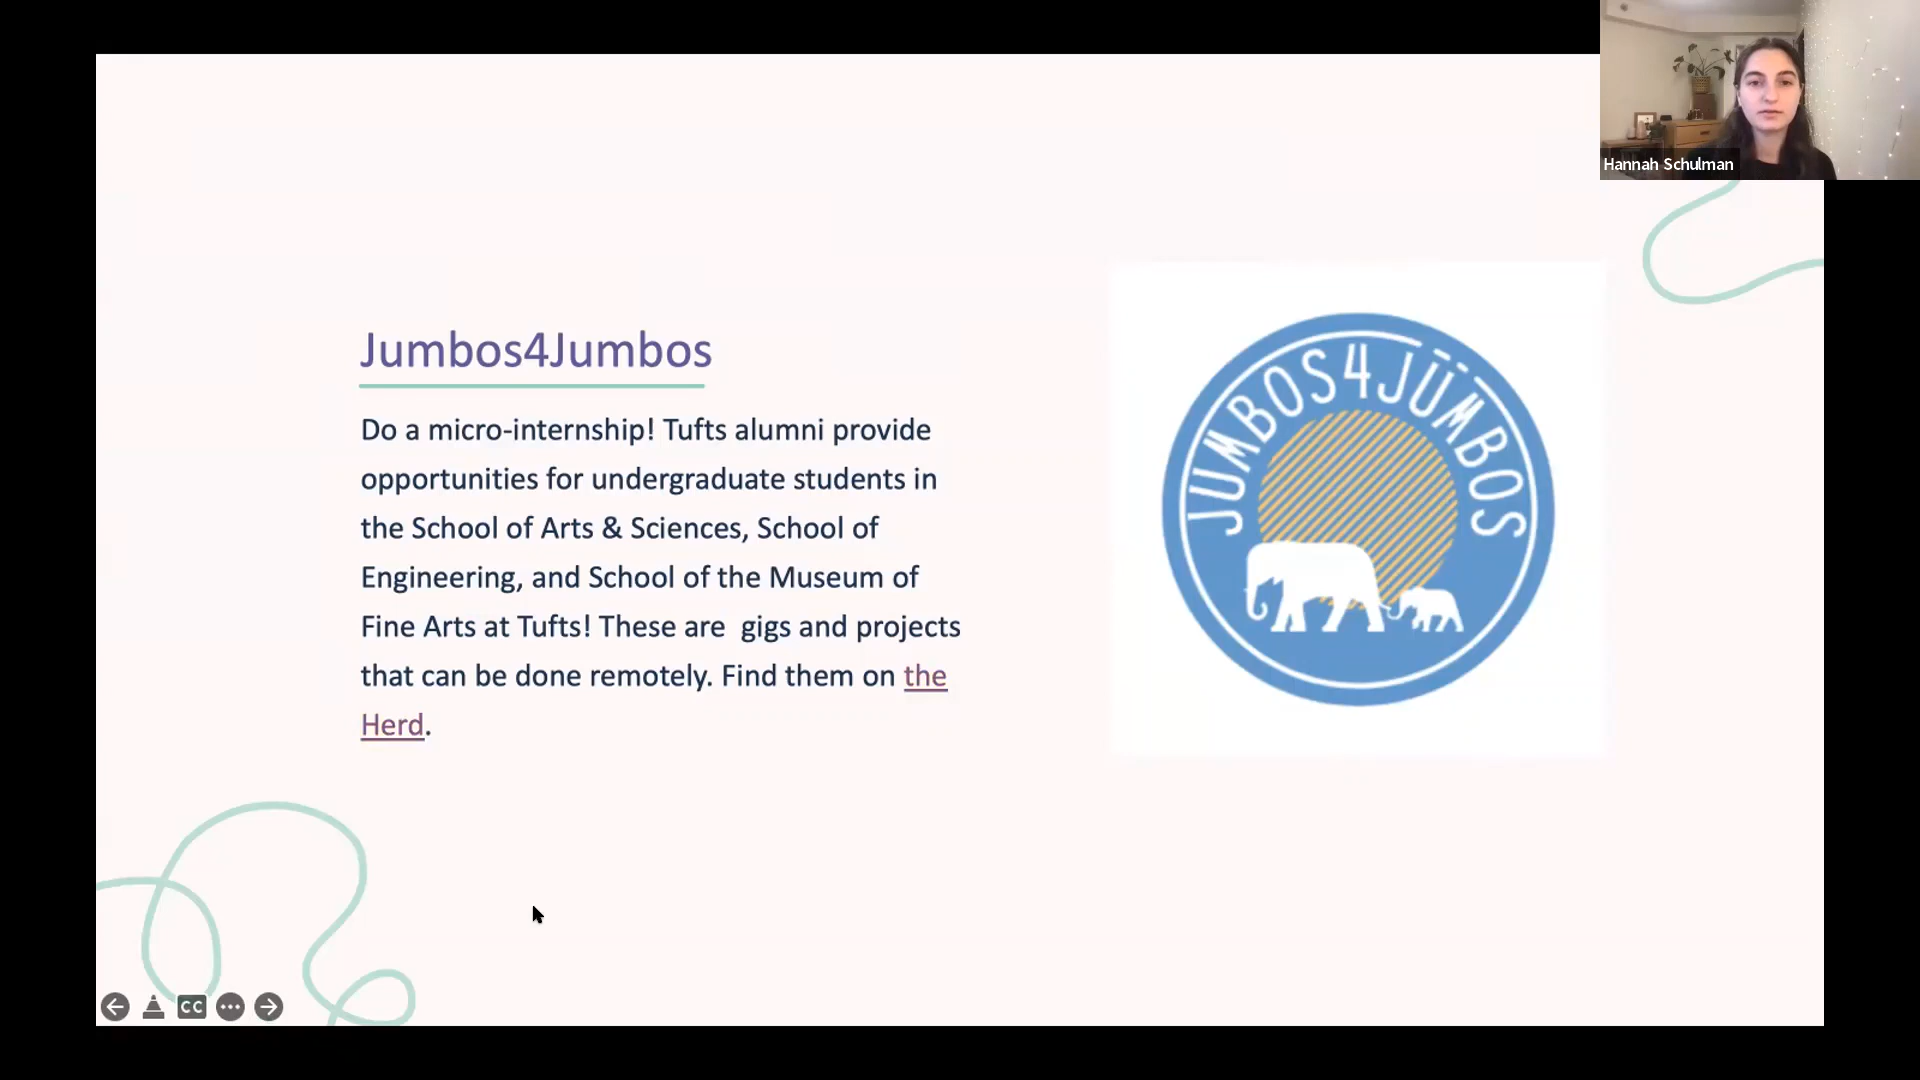 Hannah Schulman
Jumbos4Jumbos
Do a micro-internship! Tufts alumni provide
opportunities for undergraduate students in
the School of Arts & Sciences, School of
Engineering, and School of the Museum of
Fine Arts at Tufts! These are  gigs and projects
that can be done remotely. Find them on the
Herd.
JUMBOS4JÜMBOS
CC